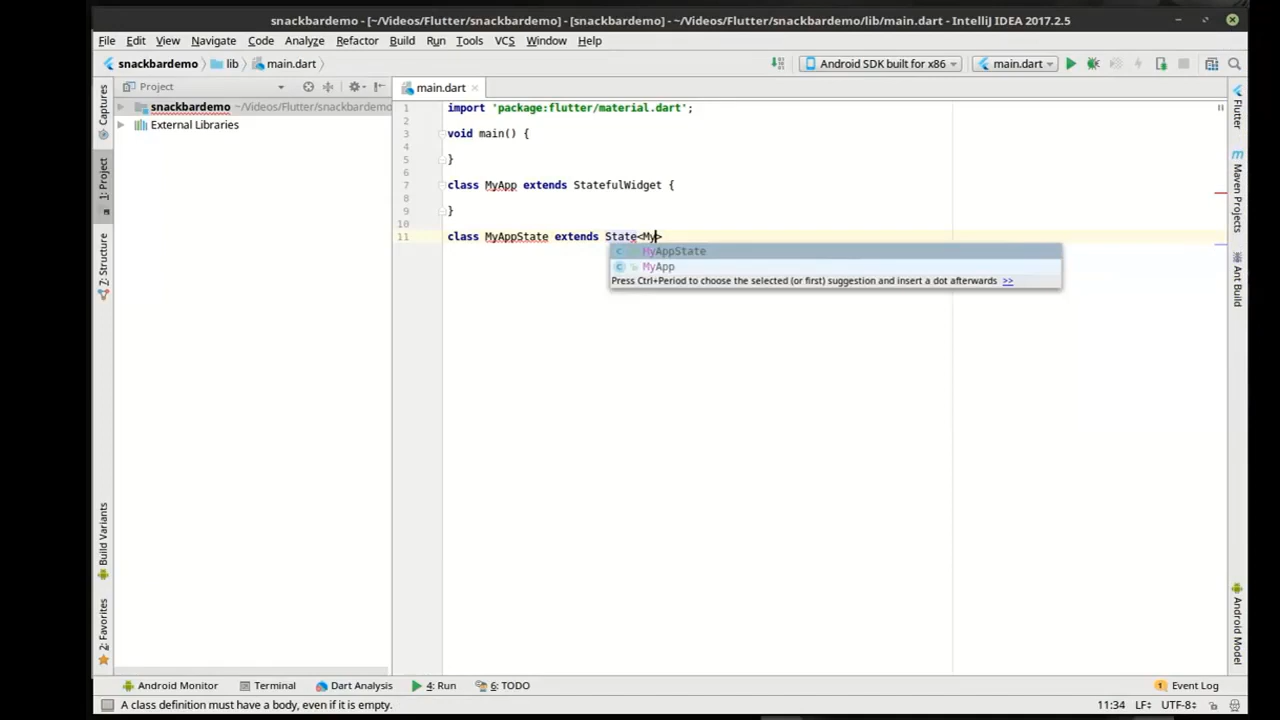 snackbardemo - [~/Videos/Flutter/snackbardemo] - [snackbardemo] - ~/Videos/Flutter/snackbardemo/lib/main.dart - IntelliJ IDEA 2017.2.5
File Edit View Navigate Code Analyze Refactor Build Run Tools VCS Window Help
snackbardemo lib main.dart Android SDK built for x86 main.dart
Project main.dart
snackbardemo ~/Videos/Flutter/snackbardemo
External Libraries
Captures
1: Project
Z: Structure
Build Variants
2: Favorites
1 import 'package:flutter/material.dart';
2
3 void main() {
4
5 }
6
7 class MyApp extends StatefulWidget {
8
9 }
10
11 class MyAppState extends State<My>
MyAppState
MyApp
Press Ctrl+Period to choose the selected (or first) suggestion and insert a dot afterwards >>
Flutter
Maven Projects
Ant Build
Android Model
Android Monitor Terminal Dart Analysis 4: Run 6: TODO 1 Event Log
A class definition must have a body, even if it is empty. 11:34 LF÷ UTF-8÷